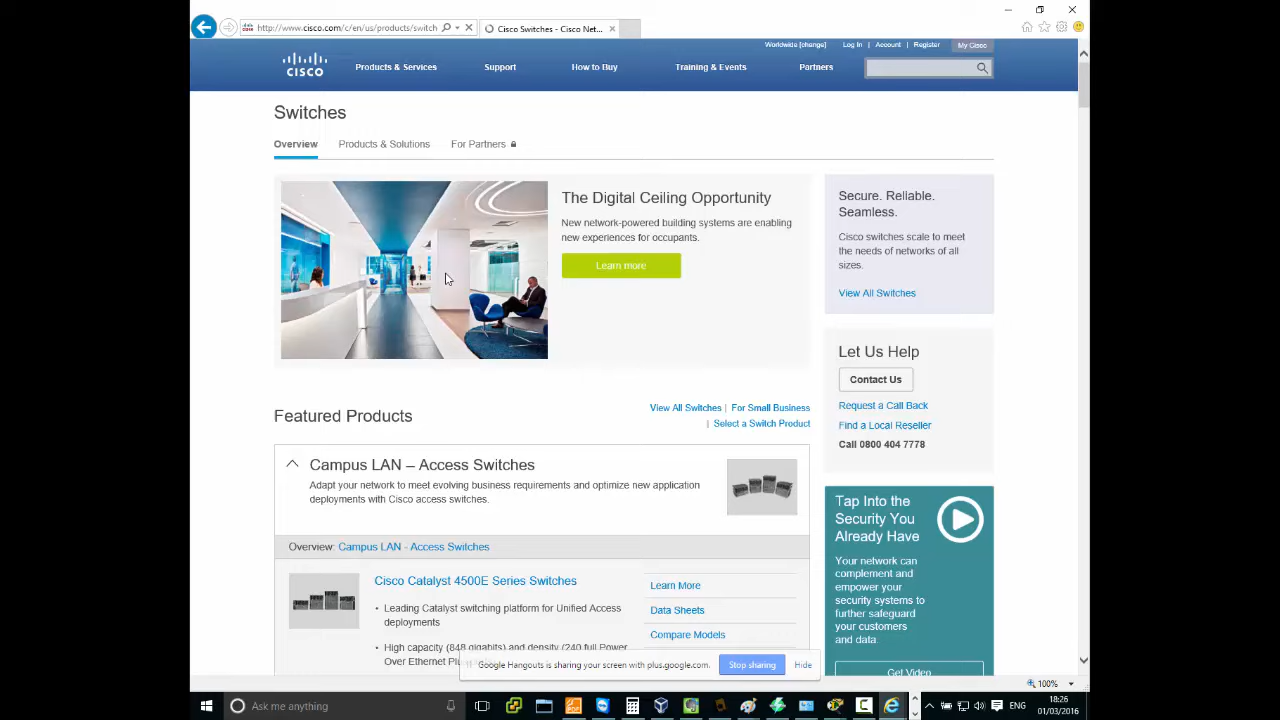 http://www.cisco.com/c/en/us/products/switch
Cisco Switches - Cisco Net...
Worldwide [change] Log In | Account | Register My Cisco
CISCO
Products & Services Support How to Buy Training & Events Partners
Switches
Overview Products & Solutions For Partners
The Digital Ceiling Opportunity
New network-powered building systems are enabling
new experiences for occupants.
Learn more
Secure. Reliable.
Seamless.
Cisco switches scale to meet
the needs of networks of all
sizes.
View All Switches
Let Us Help
Contact Us
Request a Call Back
Find a Local Reseller
Call 0800 404 7778
Featured Products
View All Switches | For Small Business
| Select a Switch Product
Campus LAN – Access Switches
Adapt your network to meet evolving business requirements and optimize new application
deployments with Cisco access switches.
Overview: Campus LAN - Access Switches
Cisco Catalyst 4500E Series Switches
• Leading Catalyst switching platform for Unified Access
deployments
• High capacity (848 gigabits) and density (240 full Power
Over Ethernet
Learn More
Data Sheets
Compare Models
Tap Into the
Security You
Already Have
Your network can
complement and
empower your
security systems to
further safeguard
your customers
and data.
Get Video
Google Hangouts is sharing your screen with plus.google.com.
Stop sharing
Hide
100%
Ask me anything
ENG
18:26
01/03/2016